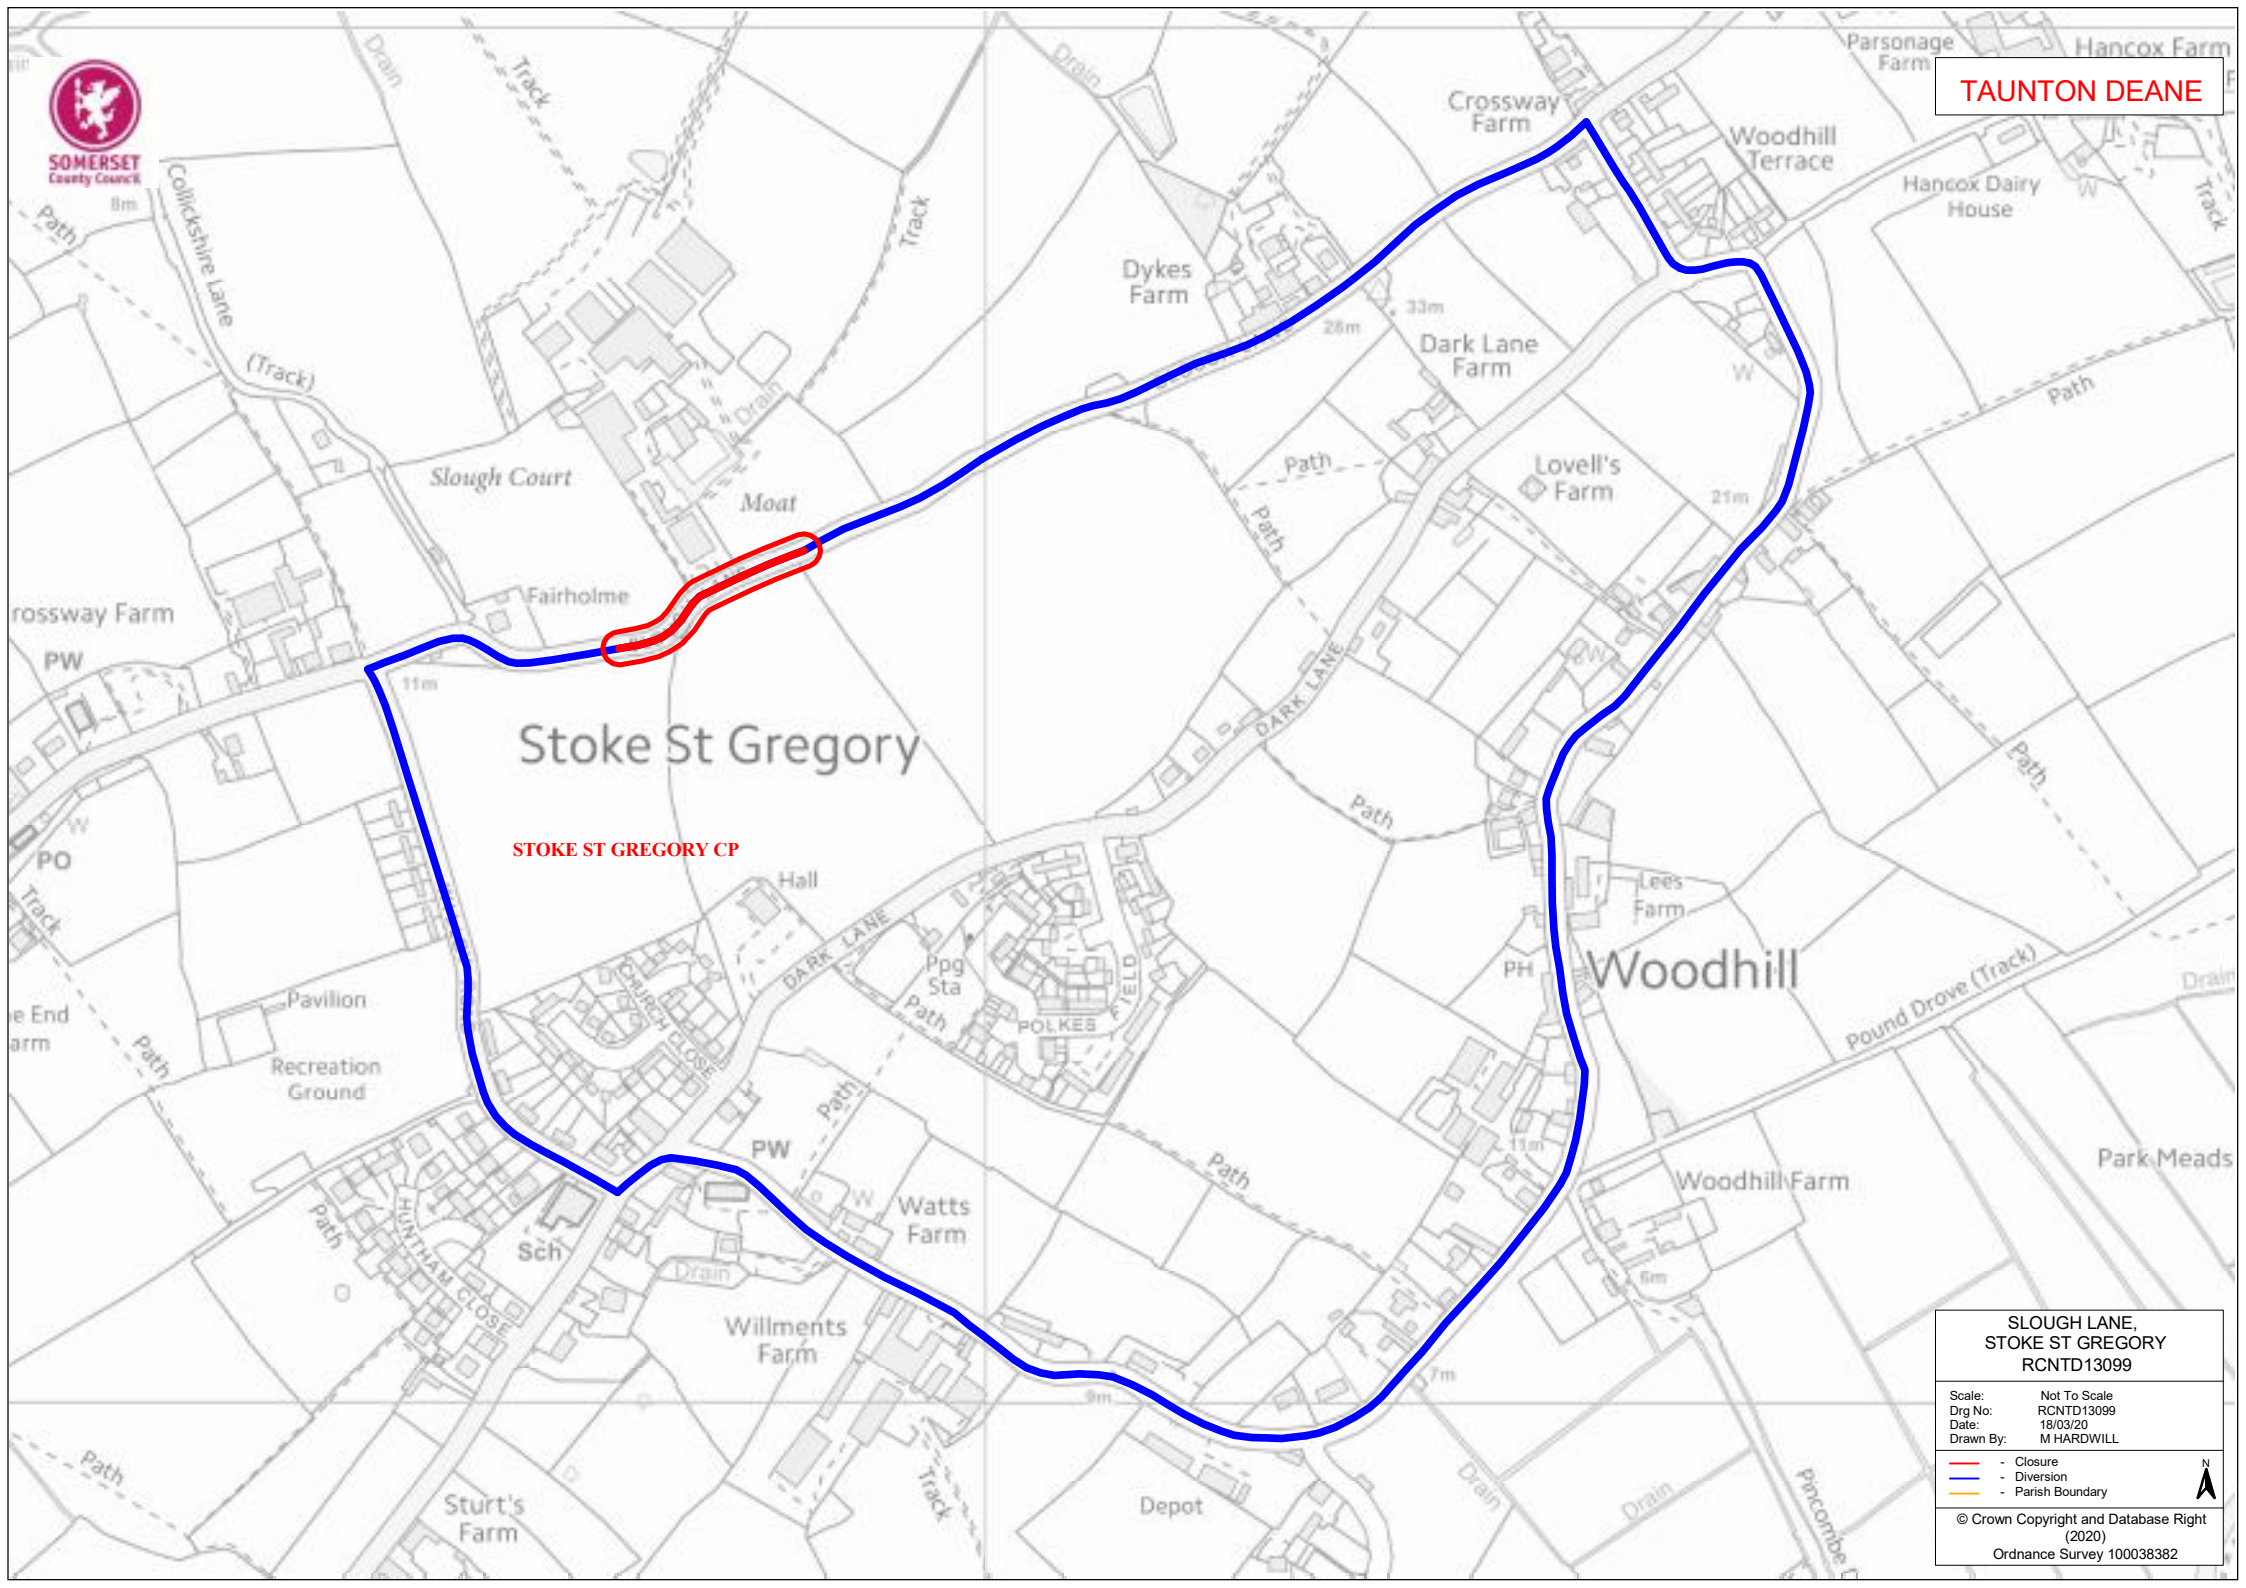 SOMERSET
County Council
TAUNTON DEANE
Drain
Track
Drain
Parsonage
Farm
Hancox Farm
Crossway
Farm
Woodhill
Terrace
Hancox Dairy
House
W
Track
8m
Path
Collickshire Lane
(Track)
Track
Dykes
Farm
33m
28m
Dark Lane
Farm
W
Path
Drain
Slough Court
Moat
Path
Path
Lovell's
Farm
21m
Fairholme
rossway Farm
PW
11m
W
DARK LANE
Stoke St Gregory
Path
Path
W
PO
STOKE ST GREGORY CP
Hall
Lees
Farm
Track
DARK LANE
Ppg
Sta
PH
Woodhill
Pound Drove (Track)
Drain
CHURCH CLOSE
POLKES FIELD
Path
Pavilion
e End
arm
Path
Recreation
Ground
Path
PW
11m
Path
Park Meads
Woodhill Farm
W
Watts
Farm
Path
HUNTHAM CLOSE
Sch
Drain
6m
Willments
Farm
7m
9m
Path
Sturt's
Farm
Track
Depot
Drain
Drain
Pincombe D
SLOUGH LANE,
STOKE ST GREGORY
RCNTD13099
Scale: Not To Scale
Drg No: RCNTD13099
Date: 18/03/20
Drawn By: M HARDWILL
- Closure
- Diversion
- Parish Boundary
N
© Crown Copyright and Database Right
(2020)
Ordnance Survey 100038382